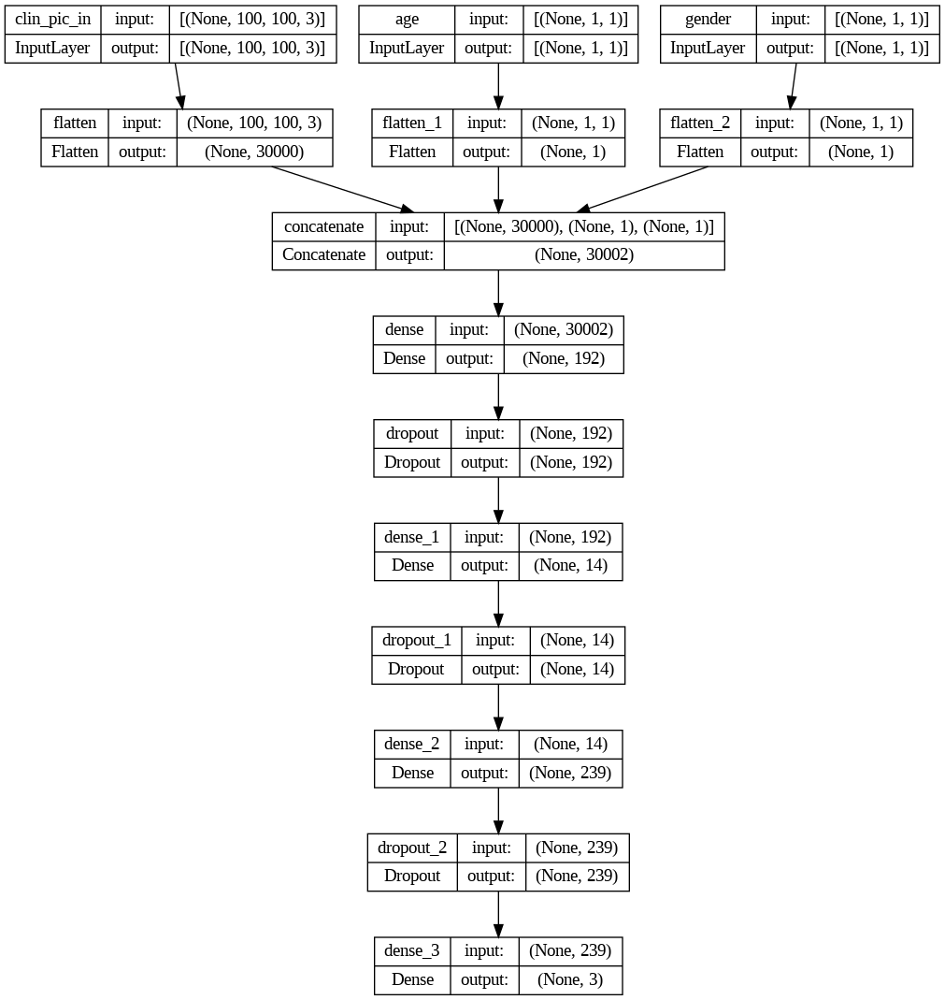 clin_pic_in input: [(None, 100, 100, 3)]
InputLayer output: [(None, 100, 100, 3)]
age input: [(None, 1, 1)]
InputLayer output: [(None, 1, 1)]
gender input: [(None, 1, 1)]
InputLayer output: [(None, 1, 1)]
flatten input: (None, 100, 100, 3)
Flatten output: (None, 30000)
flatten_1 input: (None, 1, 1)
Flatten output: (None, 1)
flatten_2 input: (None, 1, 1)
Flatten output: (None, 1)
concatenate input: [(None, 30000), (None, 1), (None, 1)]
Concatenate output: (None, 30002)
dense input: (None, 30002)
Dense output: (None, 192)
dropout input: (None, 192)
Dropout output: (None, 192)
dense_1 input: (None, 192)
Dense output: (None, 14)
dropout_1 input: (None, 14)
Dropout output: (None, 14)
dense_2 input: (None, 14)
Dense output: (None, 239)
dropout_2 input: (None, 239)
Dropout output: (None, 239)
dense_3 input: (None, 239)
Dense output: (None, 3)